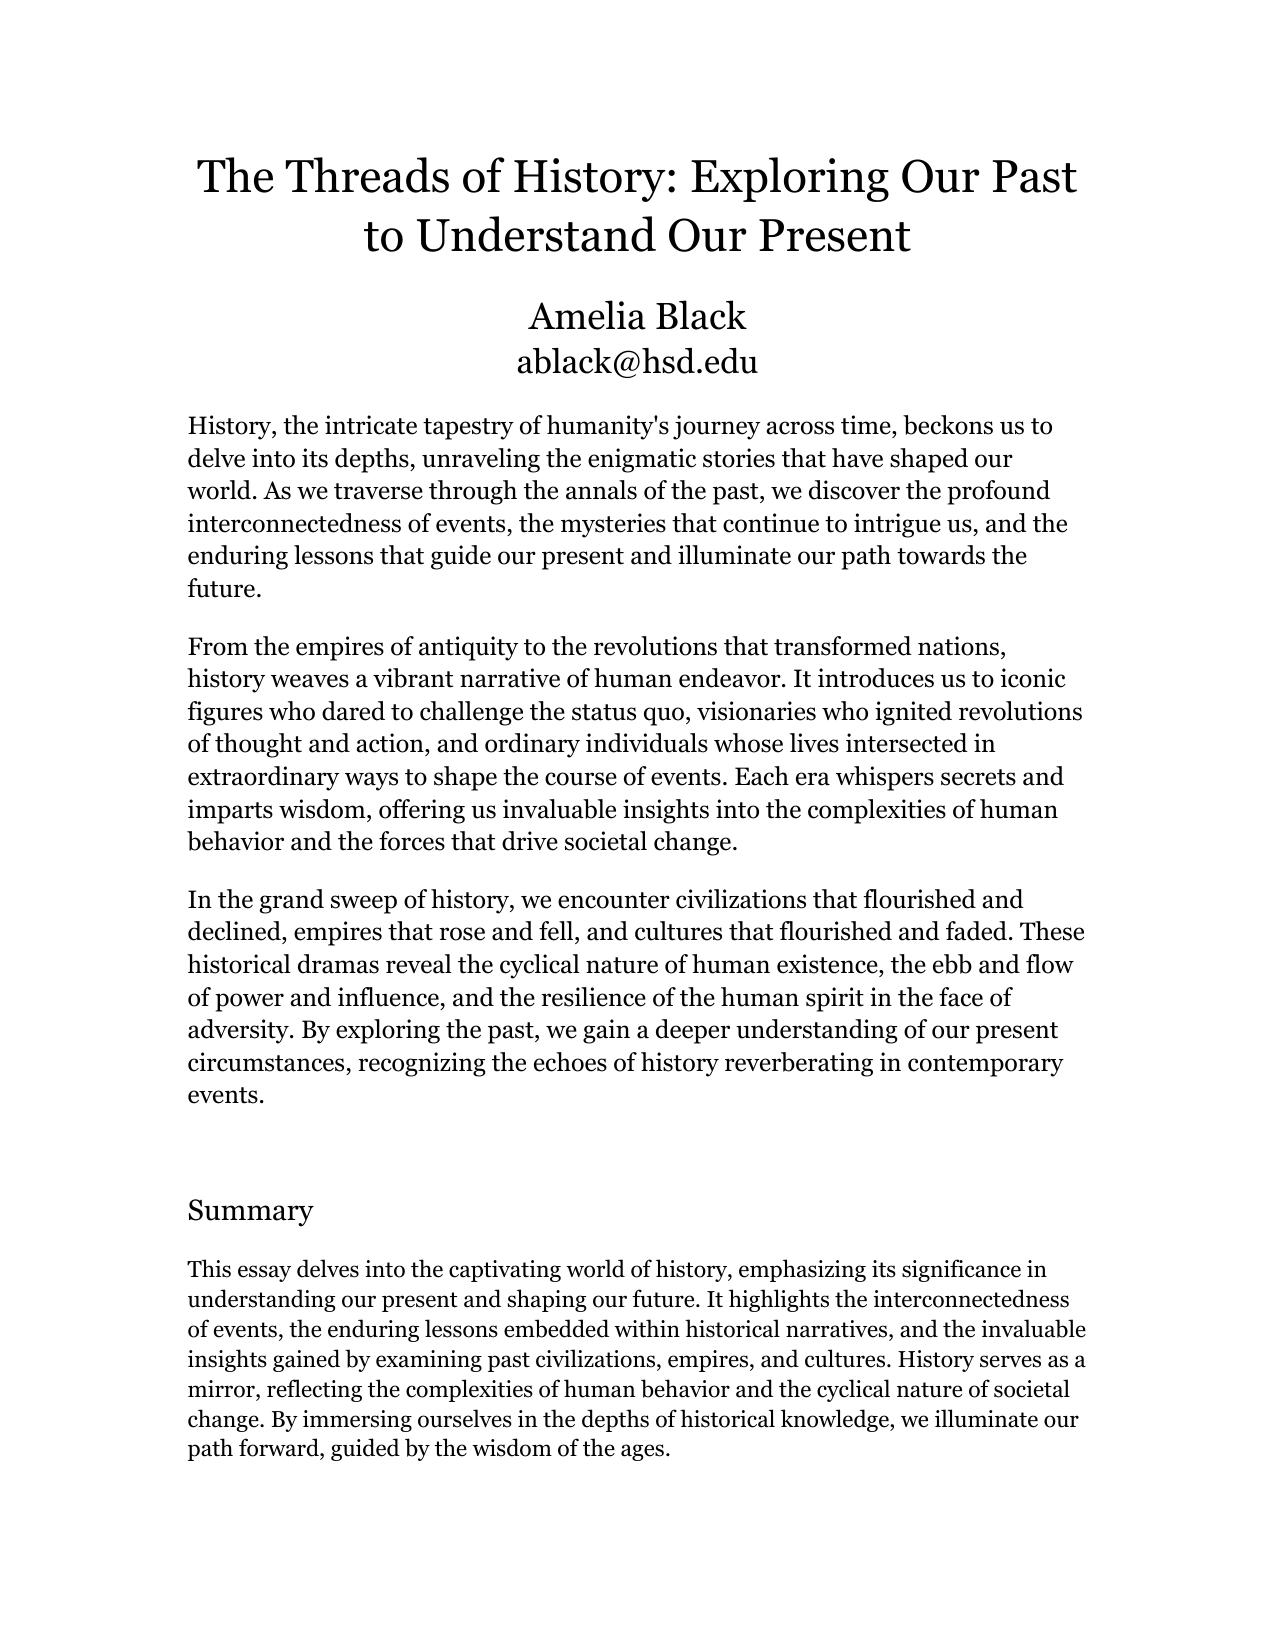 The Threads of History: Exploring Our Past
to Understand Our Present
Amelia Black
ablack@hsd.edu
History, the intricate tapestry of humanity's journey across time, beckons us to
delve into its depths, unraveling the enigmatic stories that have shaped our
world. As we traverse through the annals of the past, we discover the profound
interconnectedness of events, the mysteries that continue to intrigue us, and the
enduring lessons that guide our present and illuminate our path towards the
future.
From the empires of antiquity to the revolutions that transformed nations,
history weaves a vibrant narrative of human endeavor. It introduces us to iconic
figures who dared to challenge the status quo, visionaries who ignited revolutions
of thought and action, and ordinary individuals whose lives intersected in
extraordinary ways to shape the course of events. Each era whispers secrets and
imparts wisdom, offering us invaluable insights into the complexities of human
behavior and the forces that drive societal change.
In the grand sweep of history, we encounter civilizations that flourished and
declined, empires that rose and fell, and cultures that flourished and faded. These
historical dramas reveal the cyclical nature of human existence, the ebb and flow
of power and influence, and the resilience of the human spirit in the face of
adversity. By exploring the past, we gain a deeper understanding of our present
circumstances, recognizing the echoes of history reverberating in contemporary
events.
Summary
This essay delves into the captivating world of history, emphasizing its significance in
understanding our present and shaping our future. It highlights the interconnectedness
of events, the enduring lessons embedded within historical narratives, and the invaluable
insights gained by examining past civilizations, empires, and cultures. History serves as a
mirror, reflecting the complexities of human behavior and the cyclical nature of societal
change. By immersing ourselves in the depths of historical knowledge, we illuminate our
path forward, guided by the wisdom of the ages.